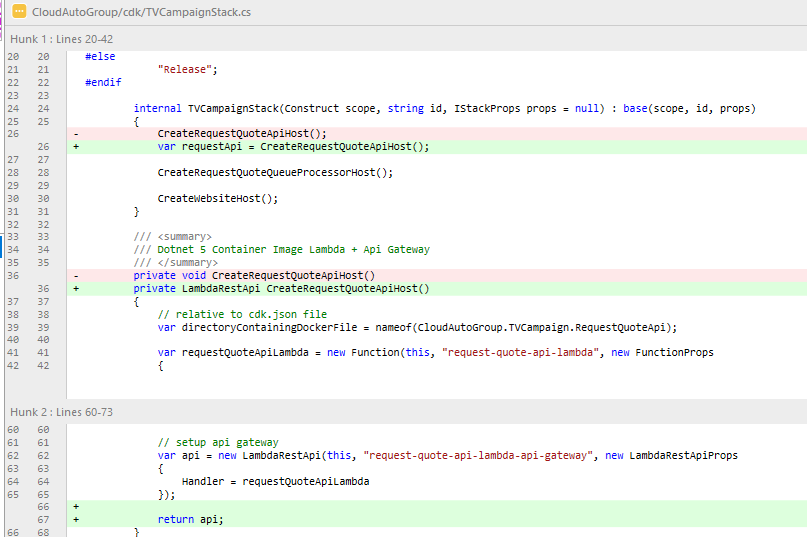 CloudAutoGroup/cdk/TVCampaignStack.cs
Hunk 1 : Lines 20-42
20 20 #else
21 21 "Release";
22 22 #endif
23 23
24 24 internal TVCampaignStack(Construct scope, string id, IStackProps props = null) : base(scope, id, props)
25 25 {
26 - CreateRequestQuoteApiHost();
26 + var requestApi = CreateRequestQuoteApiHost();
27 27
28 28 CreateRequestQuoteQueueProcessorHost();
29 29
30 30 CreateWebsiteHost();
31 31 }
32 32
33 33 /// <summary>
34 34 /// Dotnet 5 Container Image Lambda + Api Gateway
35 35 /// </summary>
36 - private void CreateRequestQuoteApiHost()
36 + private LambdaRestApi CreateRequestQuoteApiHost()
37 37 {
38 38 // relative to cdk.json file
39 39 var directoryContainingDockerFile = nameof(CloudAutoGroup.TVCampaign.RequestQuoteApi);
40 40
41 41 var requestQuoteApiLambda = new Function(this, "request-quote-api-lambda", new FunctionProps
42 42 {
Hunk 2 : Lines 60-73
60 60
61 61 // setup api gateway
62 62 var api = new LambdaRestApi(this, "request-quote-api-lambda-api-gateway", new LambdaRestApiProps
63 63 {
64 64 Handler = requestQuoteApiLambda
65 65 });
66 +
67 + return api;
66 68 }